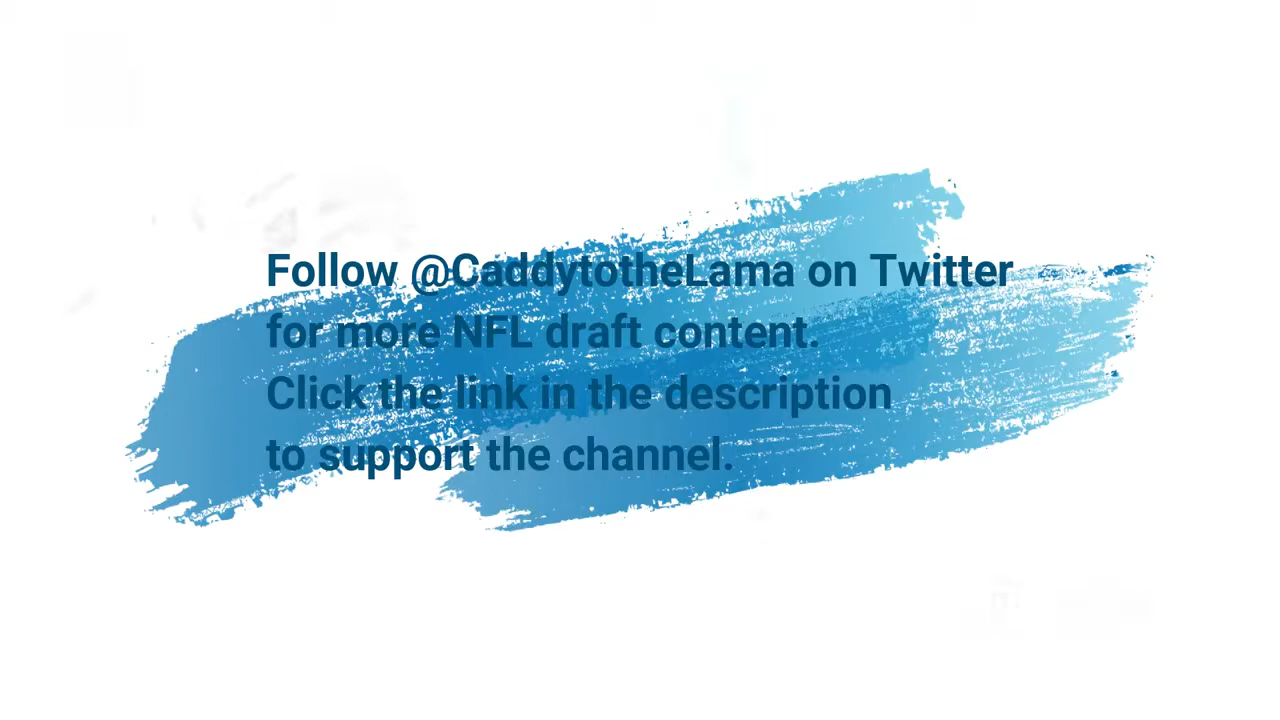 Follow @CaddytotheLama on Twitter
for more NFL draft content.
Click the link in the description
to support the channel.